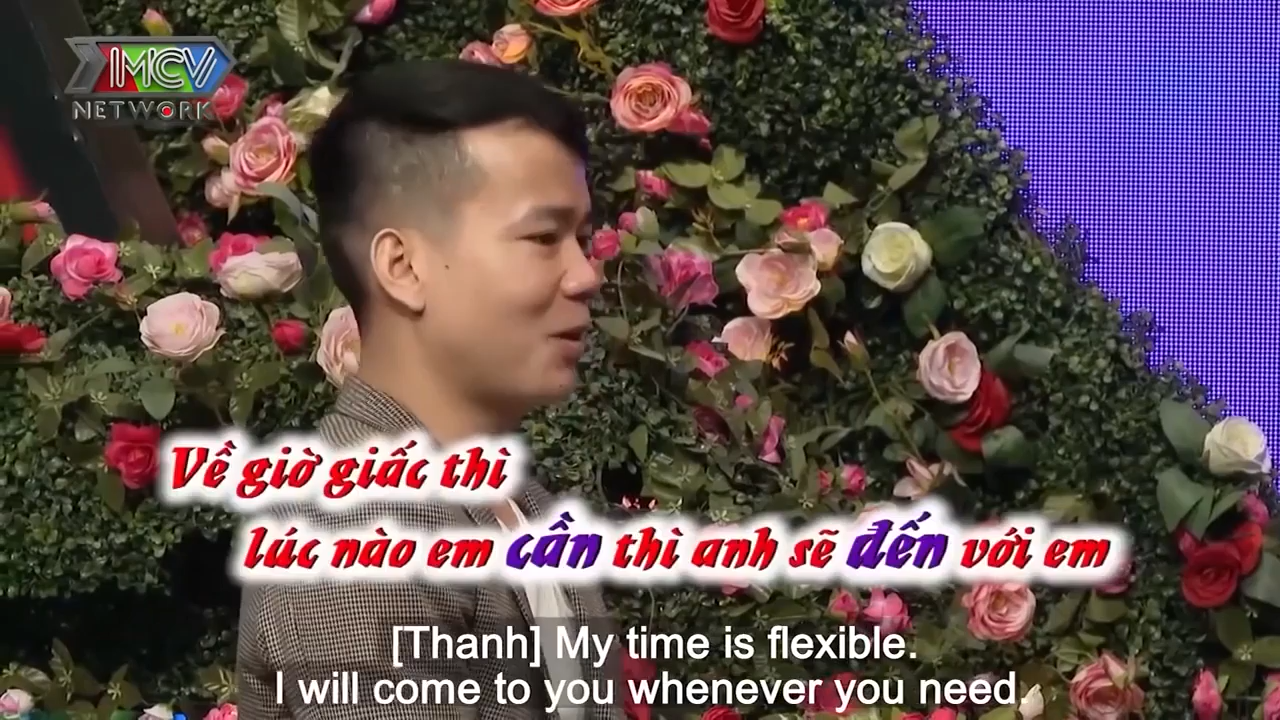 MCV
NETWORK
Về giờ giấc thì
lúc nào em cần thì anh sẽ đến với em
[Thanh] My time is flexible.
I will come to you whenever you need.